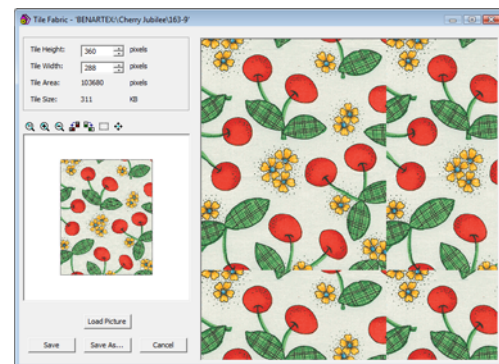 Tile Fabric - 'BENARTEX\Cherry Jubilee\163-9'
Tile Height: 360 pixels
Tile Width: 288 pixels
Tile Area: 103680 pixels
Tile Size: 311 KB
Load Picture
Save Save As... Cancel